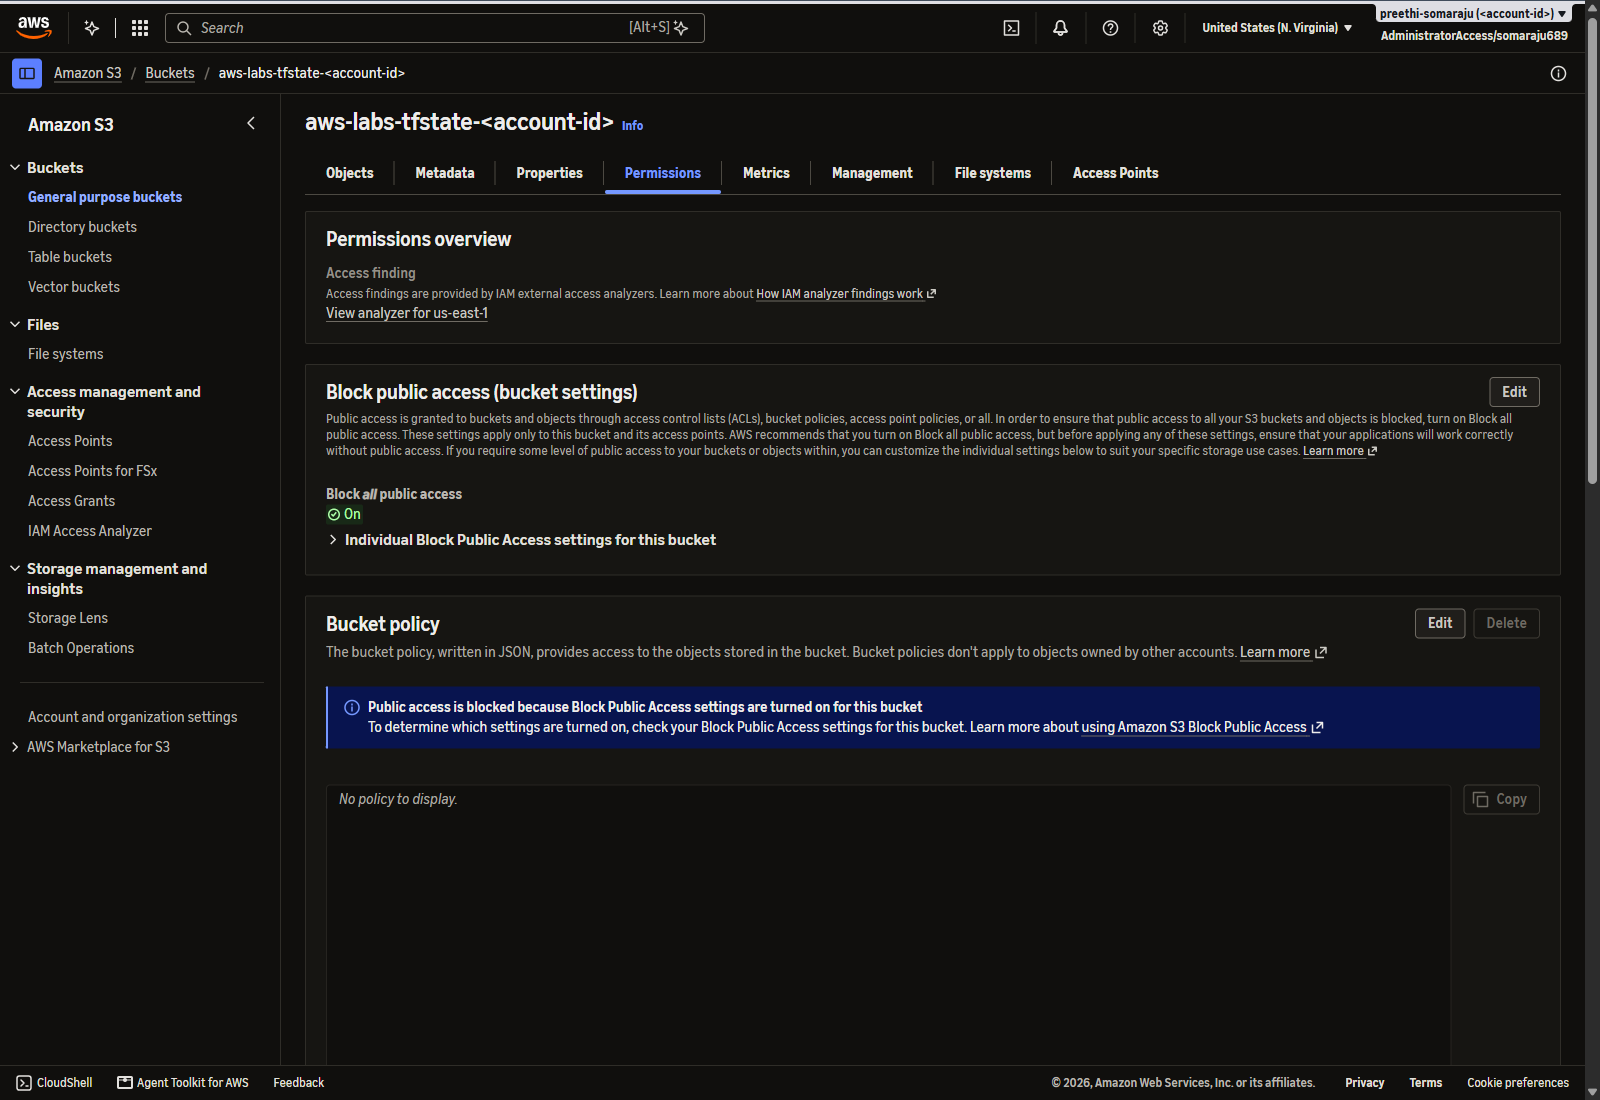 aws
Search
[Alt+S]
United States (N. Virginia)
preethi-somaraju (<account-id>)
AdministratorAccess/somaraju689
Amazon S3 / Buckets / aws-labs-tfstate-<account-id>
Amazon S3
Buckets
General purpose buckets
Directory buckets
Table buckets
Vector buckets
Files
File systems
Access management and
security
Access Points
Access Points for FSx
Access Grants
IAM Access Analyzer
Storage management and
insights
Storage Lens
Batch Operations
Account and organization settings
AWS Marketplace for S3
aws-labs-tfstate-<account-id> Info
Objects
Metadata
Properties
Permissions
Metrics
Management
File systems
Access Points
Permissions overview
Access finding
Access findings are provided by IAM external access analyzers. Learn more about How IAM analyzer findings work
View analyzer for us-east-1
Block public access (bucket settings)
Edit
Public access is granted to buckets and objects through access control lists (ACLs), bucket policies, access point policies, or all. In order to ensure that public access to all your S3 buckets and objects is blocked, turn on Block all
public access. These settings apply only to this bucket and its access points. AWS recommends that you turn on Block all public access, but before applying any of these settings, ensure that your applications will work correctly
without public access. If you require some level of public access to your buckets or objects within, you can customize the individual settings below to suit your specific storage use cases. Learn more
Block all public access
On
Individual Block Public Access settings for this bucket
Bucket policy
Edit
Delete
The bucket policy, written in JSON, provides access to the objects stored in the bucket. Bucket policies don't apply to objects owned by other accounts. Learn more
Public access is blocked because Block Public Access settings are turned on for this bucket
To determine which settings are turned on, check your Block Public Access settings for this bucket. Learn more about using Amazon S3 Block Public Access
No policy to display.
Copy
CloudShell
Agent Toolkit for AWS
Feedback
© 2026, Amazon Web Services, Inc. or its affiliates.
Privacy
Terms
Cookie preferences